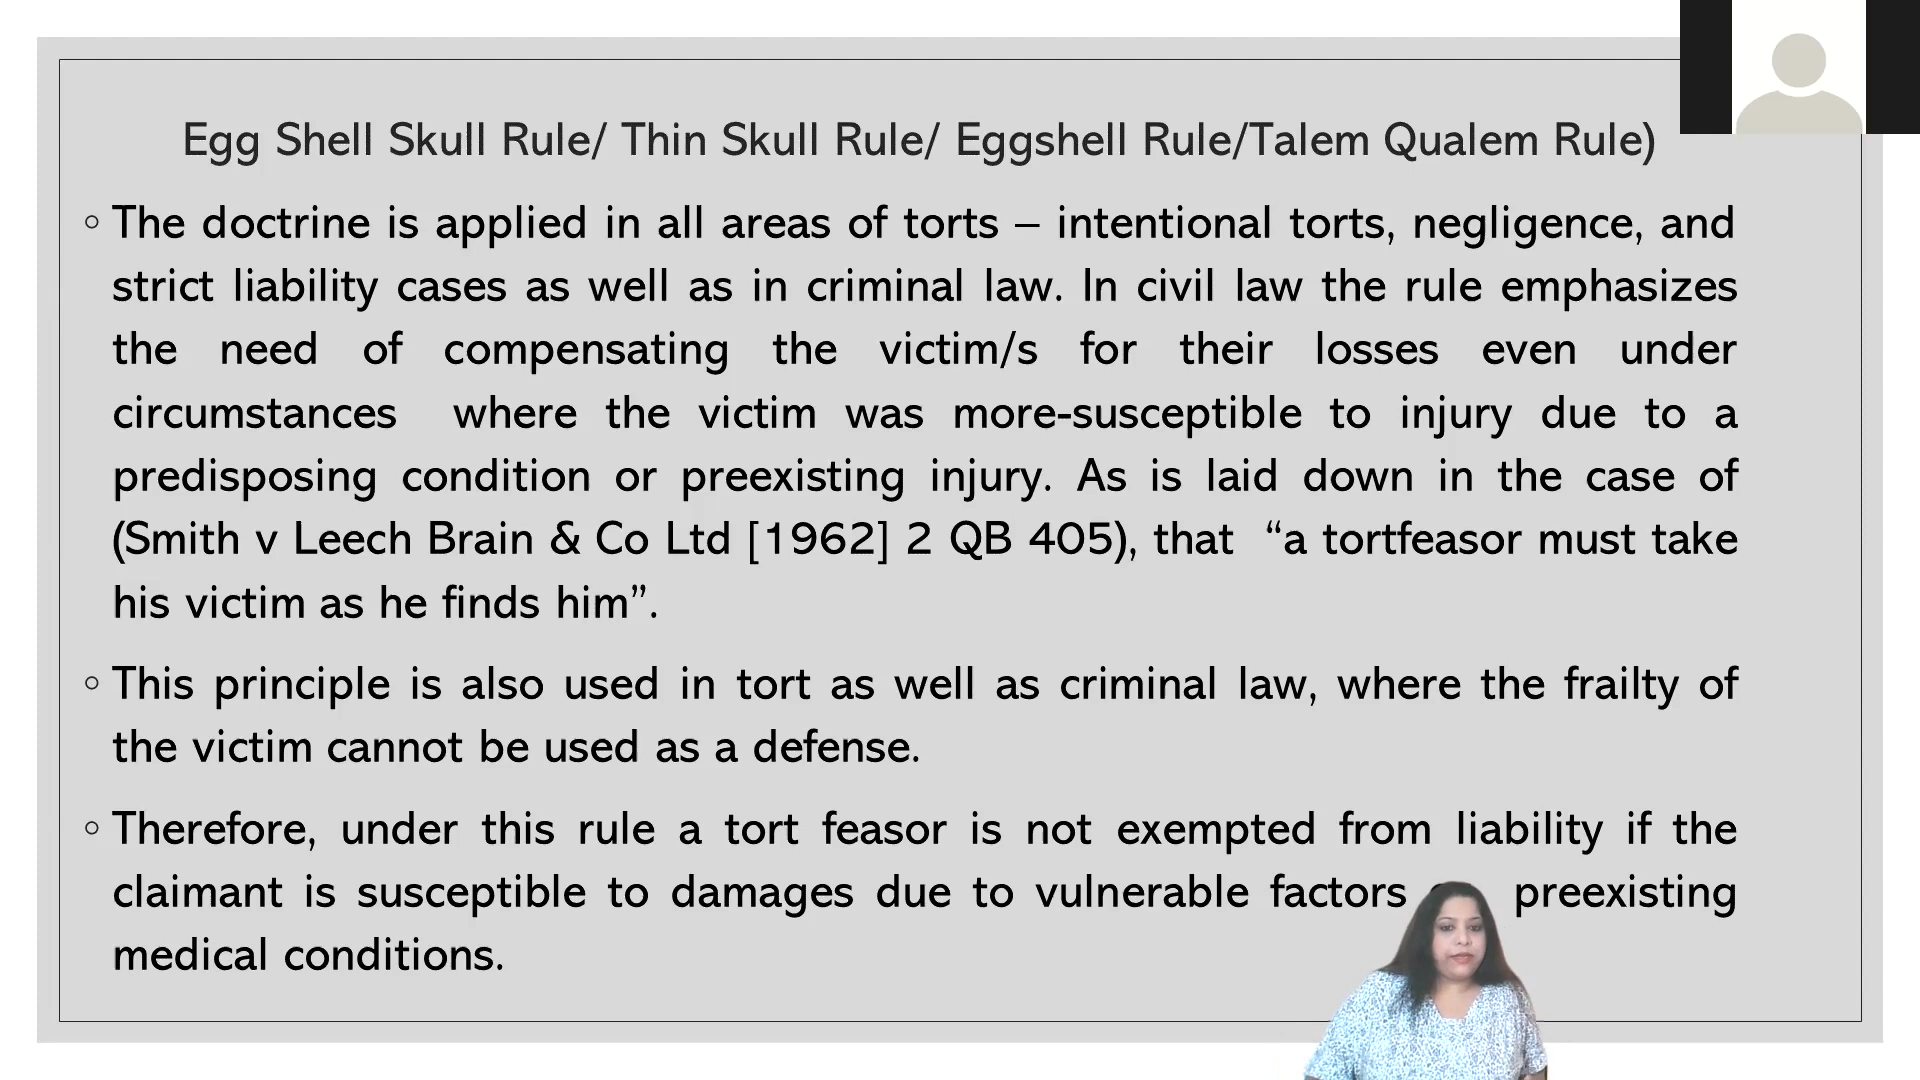 Egg Shell Skull Rule/ Thin Skull Rule/ Eggshell Rule/Talem Qualem Rule)
The doctrine is applied in all areas of torts – intentional torts, negligence, and
strict liability cases as well as in criminal law. In civil law the rule emphasizes
the need of compensating the victim/s for their losses even under
circumstances where the victim was more-susceptible to injury due to a
predisposing condition or preexisting injury. As is laid down in the case of
(Smith v Leech Brain & Co Ltd [1962] 2 QB 405), that “a tortfeasor must take
his victim as he finds him”.
This principle is also used in tort as well as criminal law, where the frailty of
the victim cannot be used as a defense.
Therefore, under this rule a tort feasor is not exempted from liability if the
claimant is susceptible to damages due to vulnerable factors preexisting
medical conditions.